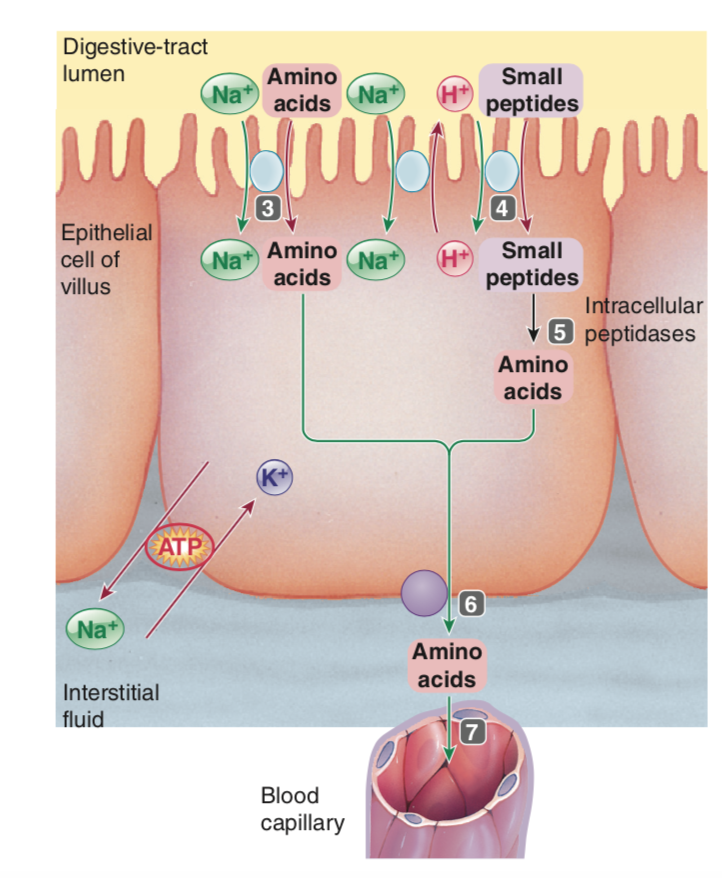 Digestive-tract
lumen
Na+
Amino
acids
Na+
H+
Small
peptides
3
4
Epithelial
cell of
villus
Na+
Amino
acids
Na+
H+
Small
peptides
5
Intracellular
peptidases
Amino
acids
K+
ATP
Na+
6
Amino
acids
Interstitial
fluid
7
Blood
capillary